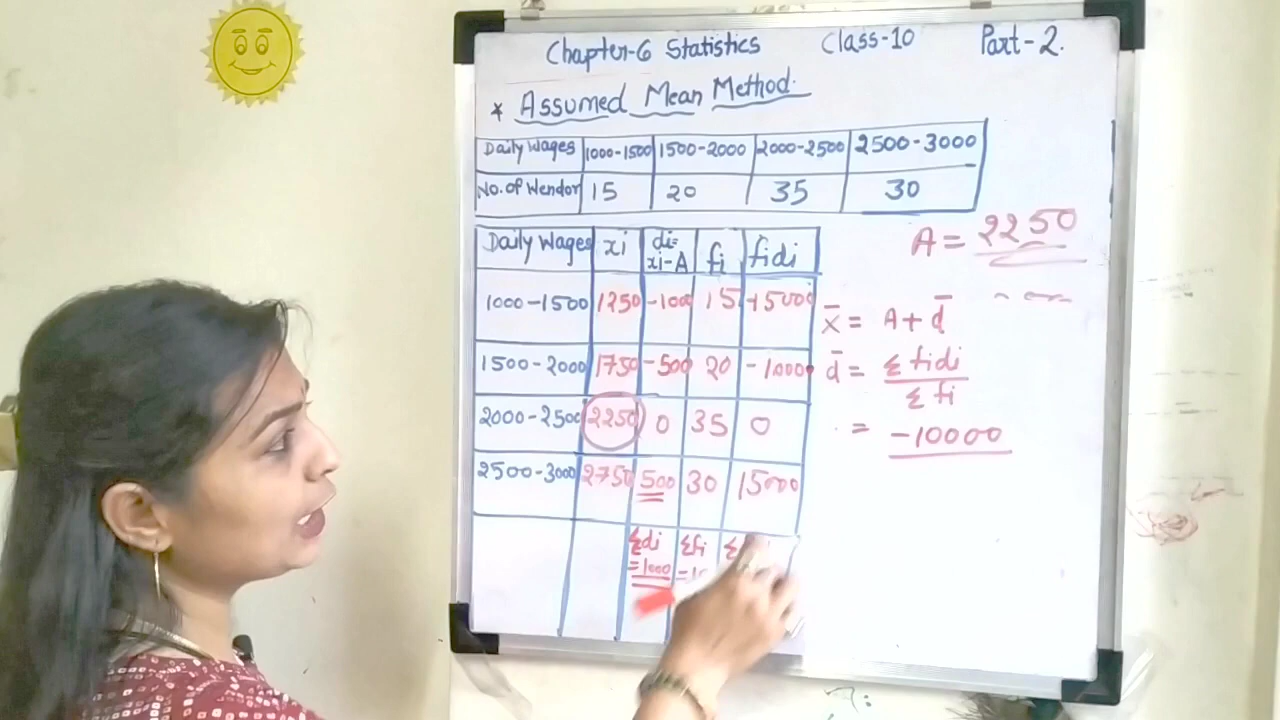 Chapter-6 Statistics Class-10 Part-2.
* Assumed Mean Method.
Daily Wages 1000-1500 1500-2000 2000-2500 2500-3000
No. of Wendor 15 20 35 30
A = 2250
Daily Wages xi di= xi-A fi fidi
1000-1500 1250 -1000 15 -15000
1500-2000 1750 -500 20 -10000
2000-2500 2250 0 35 0
2500-3000 2750 500 30 15000
Σdi =1000 Σfi
x̄ = A + d̄
d̄ = Σfidi / Σfi
= -10000